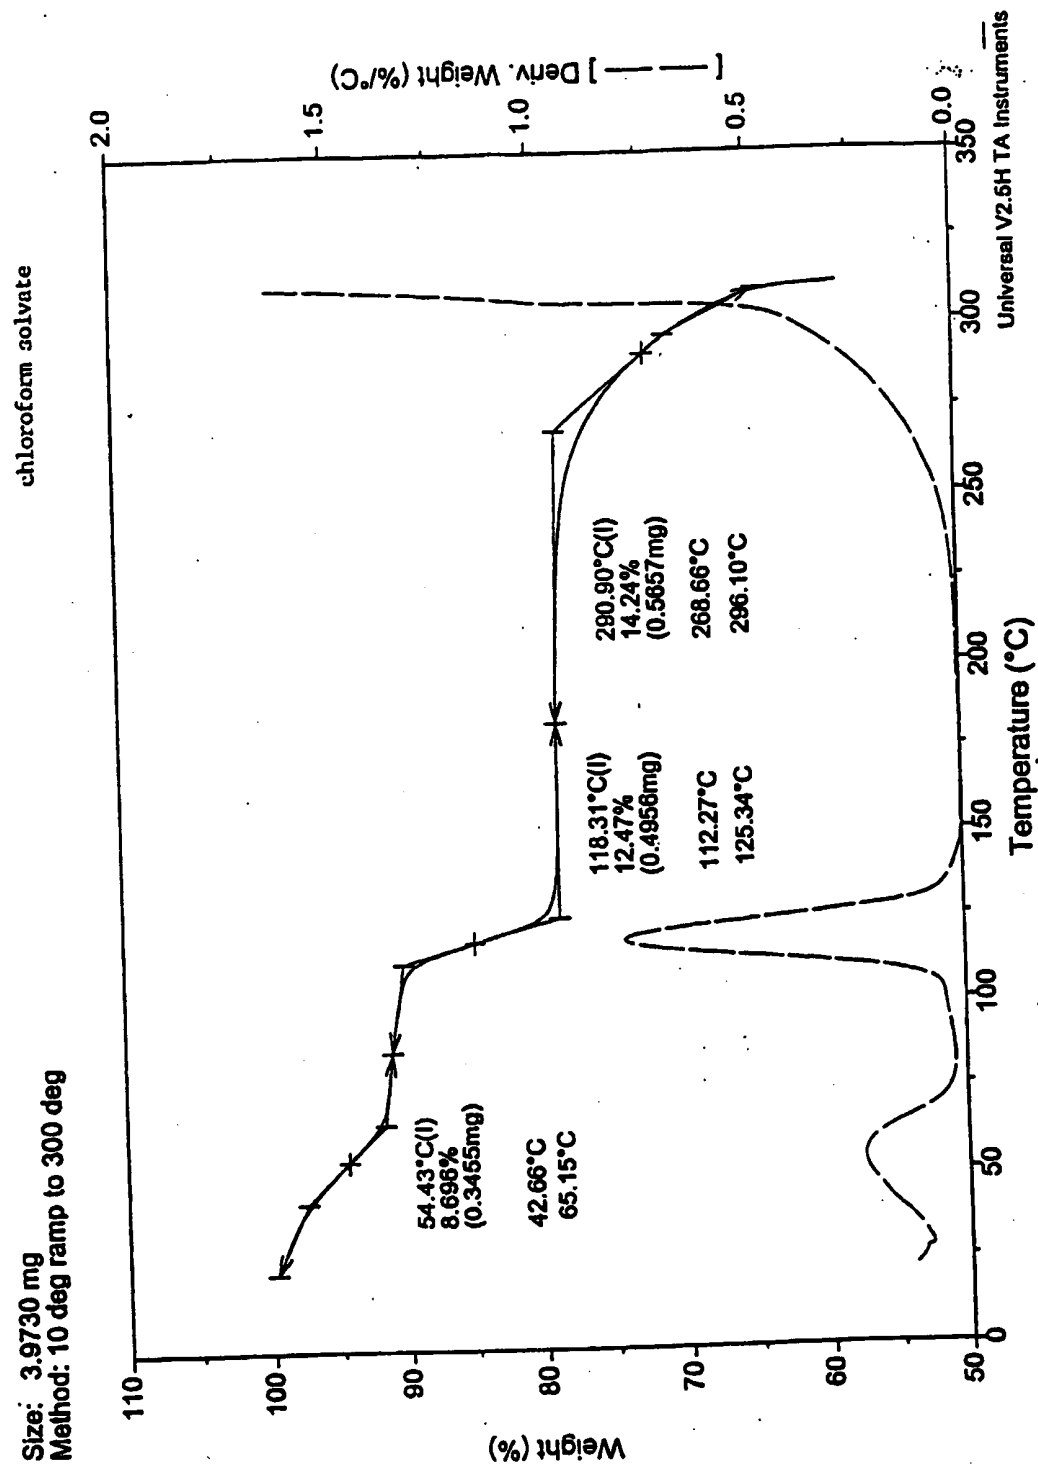 chloroform solvate
Size: 3.9730 mg
Method: 10 deg ramp to 300 deg
110
100
90
80
70
60
50
Weight (%)
54.43°C(I)
8.696%
(0.3455mg)
42.66°C
65.15°C
118.31°C(I)
12.47%
(0.4956mg)
112.27°C
125.34°C
290.90°C(I)
14.24%
(0.5657mg)
268.66°C
296.10°C
2.0
1.5
1.0
0.5
0.0
[ — — — ] Deriv. Weight (%/°C)
0
50
100
150
200
250
300
350
Temperature (°C)
Universal V2.5H TA Instruments